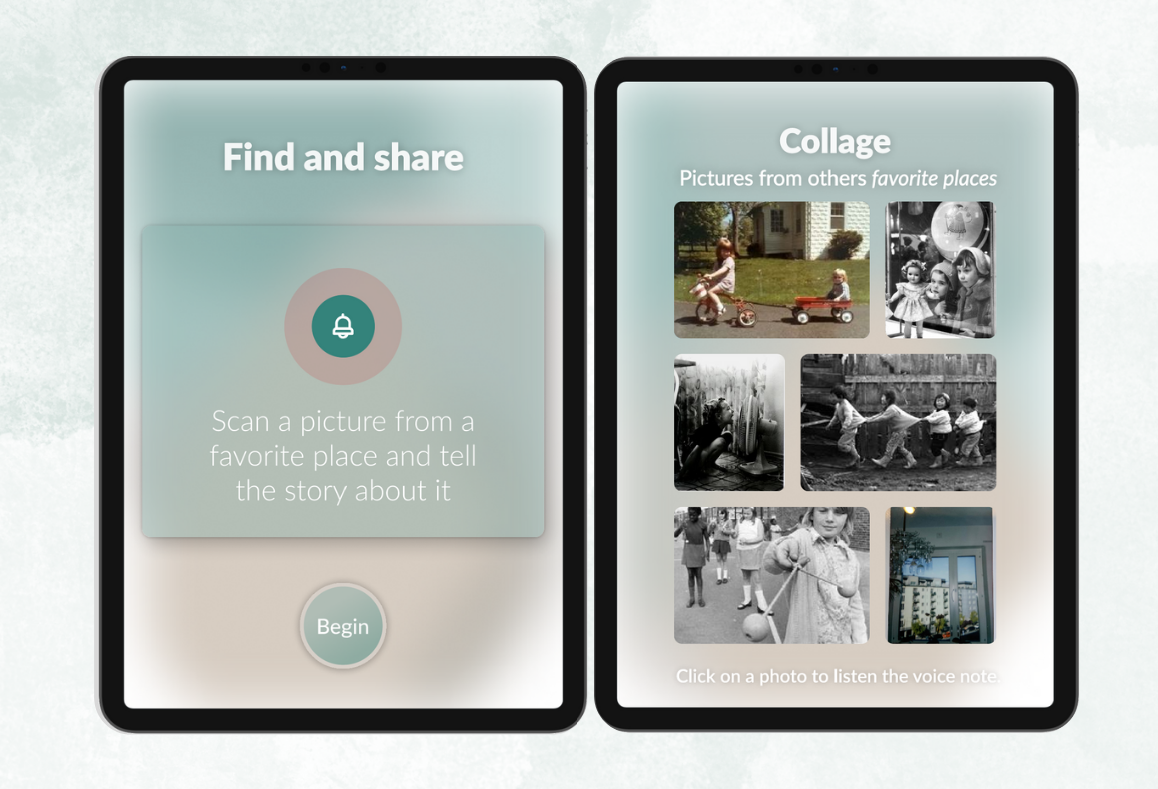 Find and share
Scan a picture from a
favorite place and tell
the story about it
Begin
Collage
Pictures from others favorite places
Click on a photo to listen the voice note.